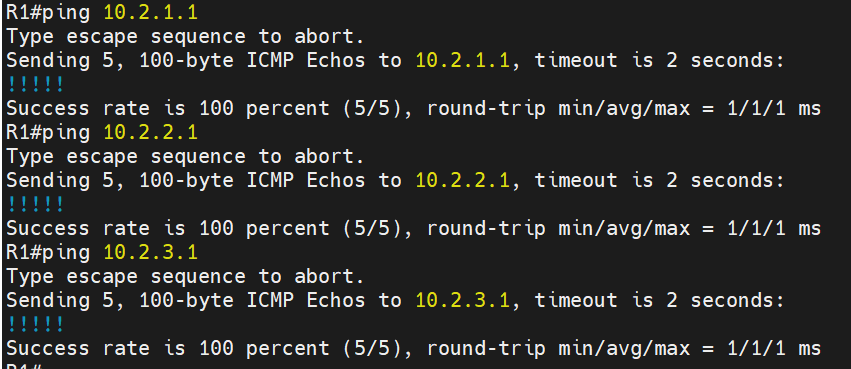 R1#ping 10.2.1.1
Type escape sequence to abort.
Sending 5, 100-byte ICMP Echos to 10.2.1.1, timeout is 2 seconds:
!!!!!
Success rate is 100 percent (5/5), round-trip min/avg/max = 1/1/1 ms
R1#ping 10.2.2.1
Type escape sequence to abort.
Sending 5, 100-byte ICMP Echos to 10.2.2.1, timeout is 2 seconds:
!!!!!
Success rate is 100 percent (5/5), round-trip min/avg/max = 1/1/1 ms
R1#ping 10.2.3.1
Type escape sequence to abort.
Sending 5, 100-byte ICMP Echos to 10.2.3.1, timeout is 2 seconds:
!!!!!
Success rate is 100 percent (5/5), round-trip min/avg/max = 1/1/1 ms
R1#